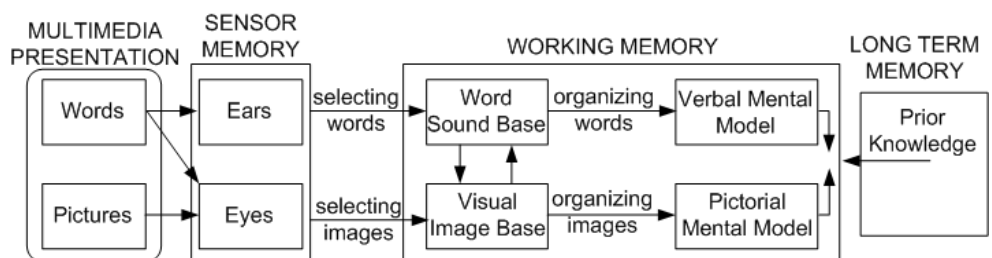 MULTIMEDIA
PRESENTATION
SENSOR
MEMORY
WORKING MEMORY
LONG TERM
MEMORY
Words
Ears
selecting
words
Word
Sound Base
organizing
words
Verbal Mental
Model
Prior
Knowledge
Pictures
Eyes
selecting
images
Visual
Image Base
organizing
images
Pictorial
Mental Model